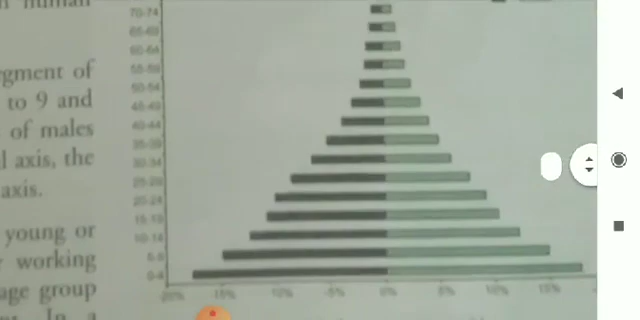 human
egment of
to 9 and
of males
l axis, the
axis.
young or
working
age group
In a
70-74
65-69
60-64
55-59
50-54
45-49
40-44
35-39
30-34
25-29
20-24
15-19
10-14
5-9
0-4
20% 15% 10% -5% 0% 5% 10% 15%